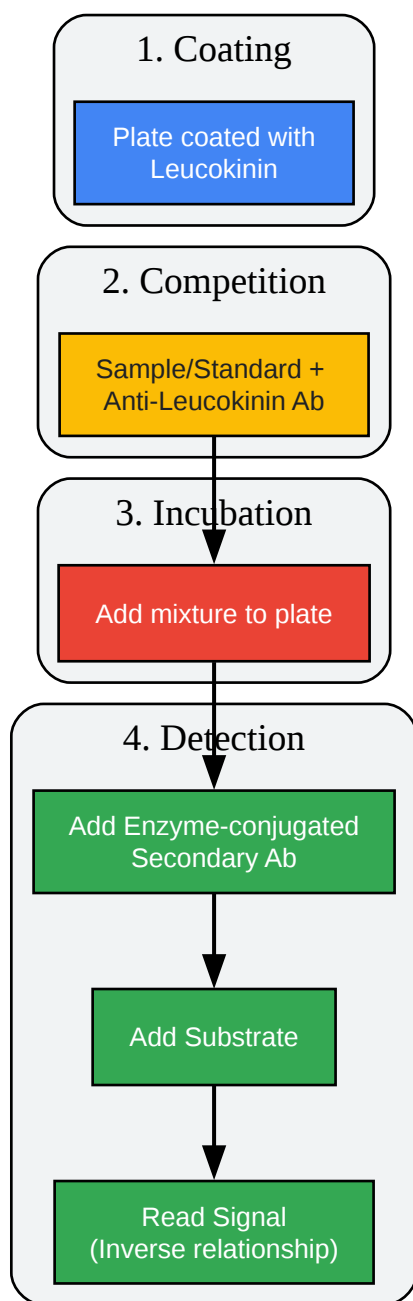 1. Coating
Plate coated with
Leucokinin
2. Competition
Sample/Standard +
Anti-Leucokinin Ab
3. Incubation
Add mixture to plate
4. Detection
Add Enzyme-conjugated
Secondary Ab
Add Substrate
Read Signal
(Inverse relationship)